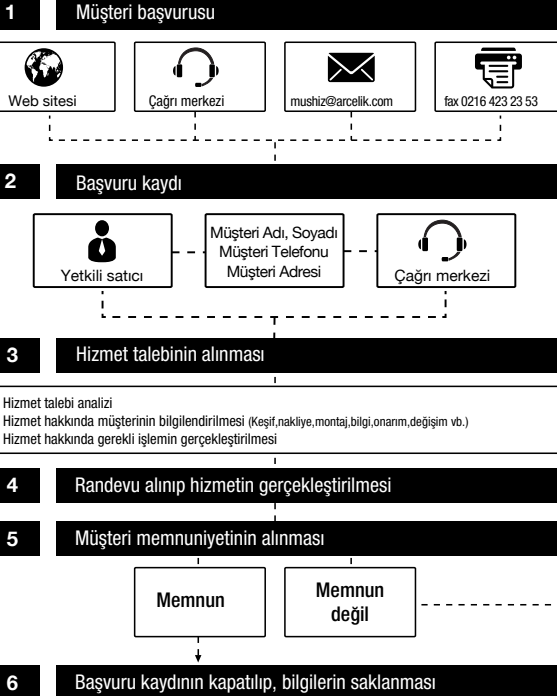 1 Müşteri başvurusu
Web sitesi
Çağrı merkezi
mushiz@arcelik.com
fax 0216 423 23 53
2 Başvuru kaydı
Yetkili satıcı
Müşteri Adı, Soyadı
Müşteri Telefonu
Müşteri Adresi
Çağrı merkezi
3 Hizmet talebinin alınması
Hizmet talebi analizi
Hizmet hakkında müşterinin bilgilendirilmesi (Keşif,nakliye,montaj,bilgi,onarım,değişim vb.)
Hizmet hakkında gerekli işlemin gerçekleştirilmesi
4 Randevu alınıp hizmetin gerçekleştirilmesi
5 Müşteri memnuniyetinin alınması
Memnun
Memnun
değil
6 Başvuru kaydının kapatılıp, bilgilerin saklanması